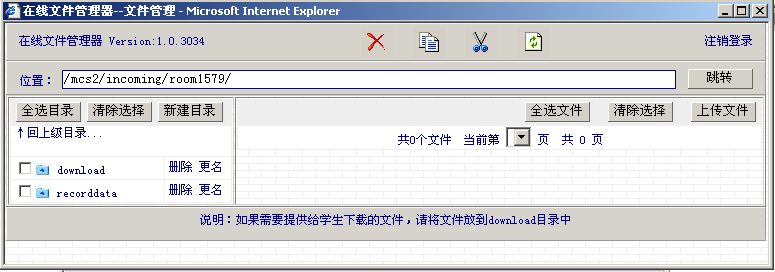 在线文件管理器--文件管理 - Microsoft Internet Explorer
在线文件管理器 Version:1.0.3034 注销登录
位置： /mcs2/incoming/room1579/ 跳转
全选目录 清除选择 新建目录 全选文件 清除选择 上传文件
↑回上级目录... 共0个文件 当前第 页 共 0 页
download 删除 更名
recorddata 删除 更名
说明：如果需要提供给学生下载的文件，请将文件放到download目录中